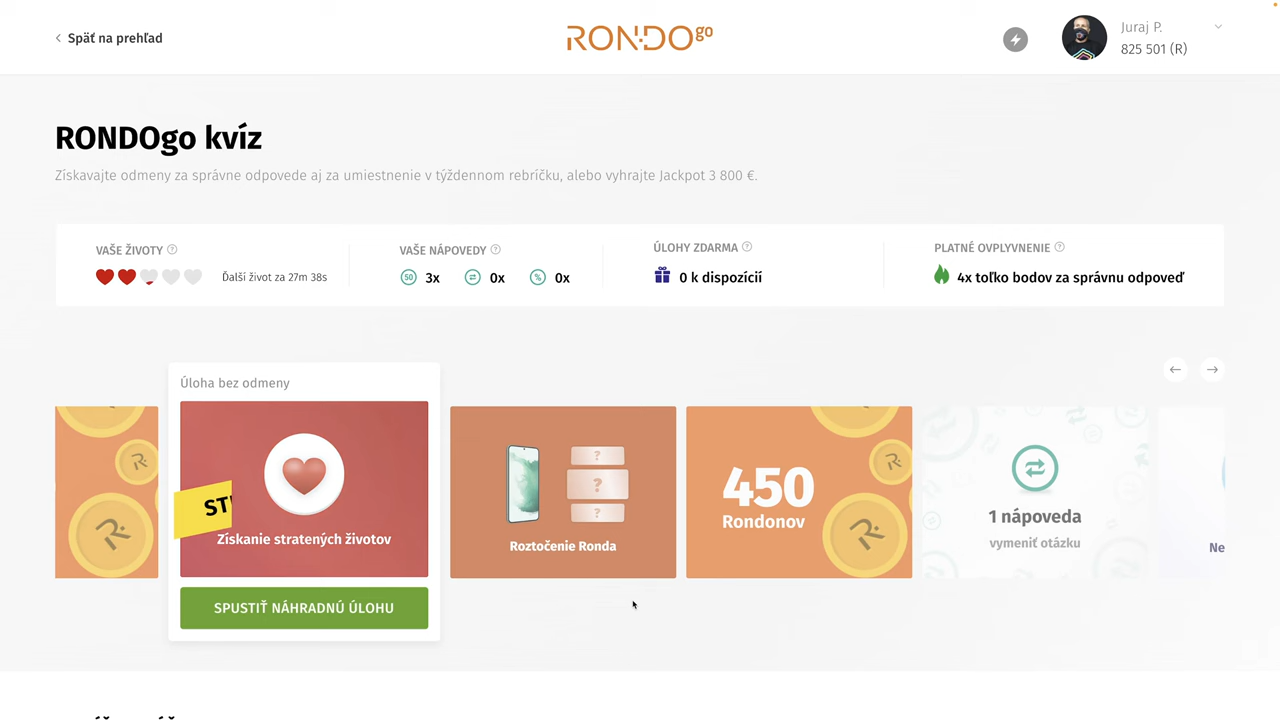 Späť na prehľad
RONDOgo
Juraj P.
825 501 (R)
RONDOgo kvíz
Získavajte odmeny za správne odpovede aj za umiestnenie v týždennom rebríčku, alebo vyhrajte Jackpot 3 800 €.
VAŠE ŽIVOTY ?
Ďalší život za 27m 38s
VAŠE NÁPOVEDY ?
50 3x
0x
% 0x
ÚLOHY ZDARMA ?
0 k dispozícií
PLATNÉ OVPLYVNENIE ?
4x toľko bodov za správnu odpoveď
Úloha bez odmeny
ST
Získanie stratených životov
SPUSTIŤ NÁHRADNÚ ÚLOHU
? ? ?
Roztočenie Ronda
450
Rondonov
1 nápoveda
vymeniť otázku
Ne